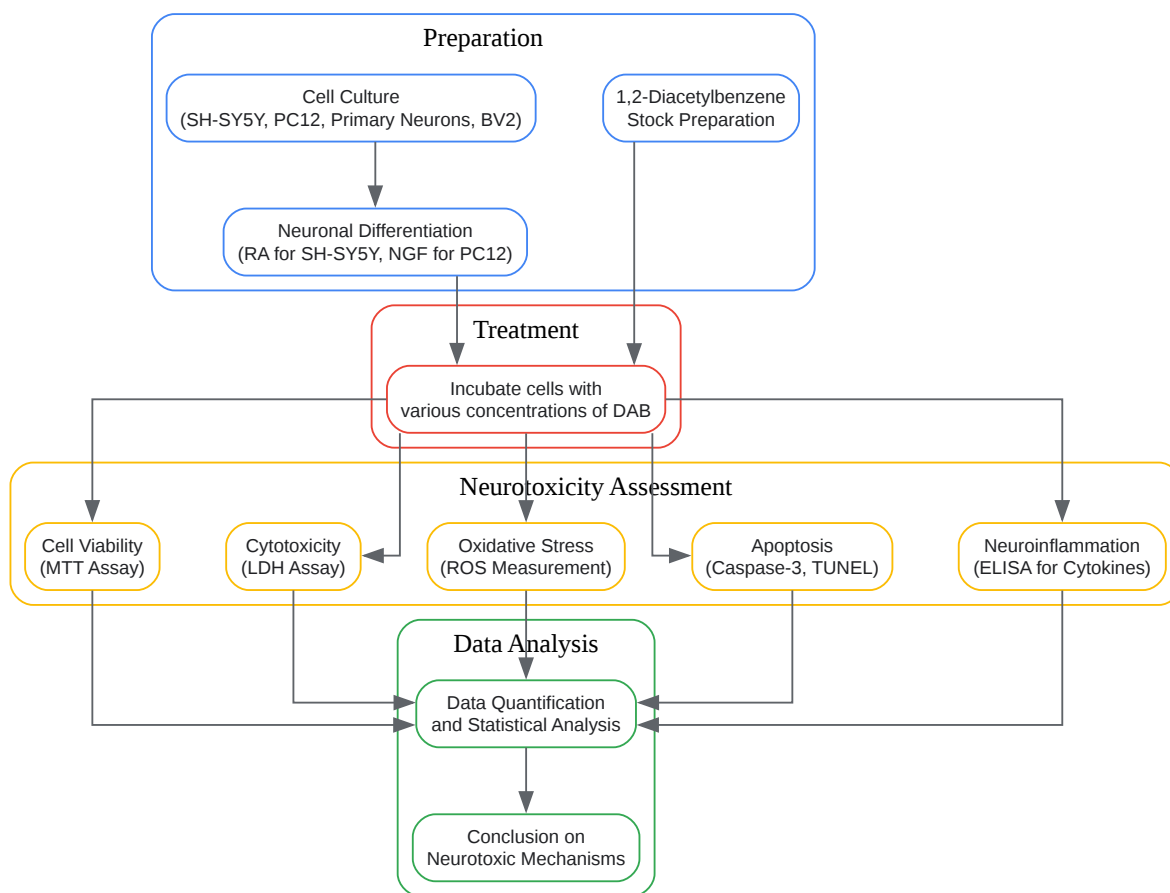 Preparation
Cell Culture
(SH-SY5Y, PC12, Primary Neurons, BV2)
1,2-Diacetylbenzene
Stock Preparation
Neuronal Differentiation
(RA for SH-SY5Y, NGF for PC12)
Treatment
Incubate cells with
various concentrations of DAB
Neurotoxicity Assessment
Cell Viability
(MTT Assay)
Cytotoxicity
(LDH Assay)
Oxidative Stress
(ROS Measurement)
Apoptosis
(Caspase-3, TUNEL)
Neuroinflammation
(ELISA for Cytokines)
Data Analysis
Data Quantification
and Statistical Analysis
Conclusion on
Neurotoxic Mechanisms